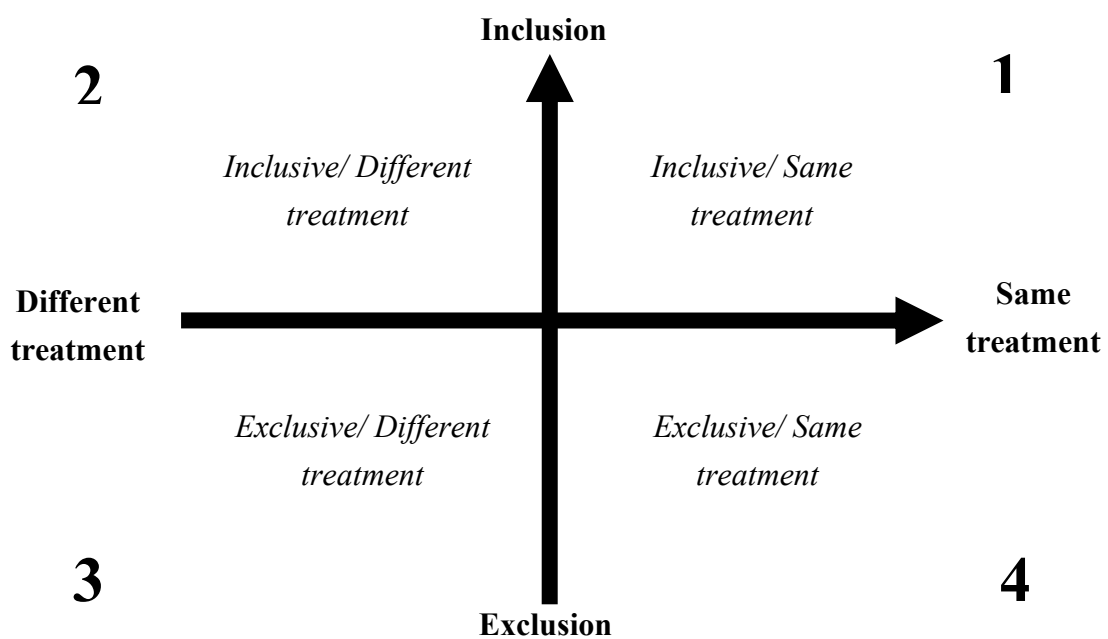 Inclusion
2
1
Inclusive/ Different
treatment
Inclusive/ Same
treatment
Different
treatment
Same
treatment
Exclusive/ Different
treatment
Exclusive/ Same
treatment
3
4
Exclusion